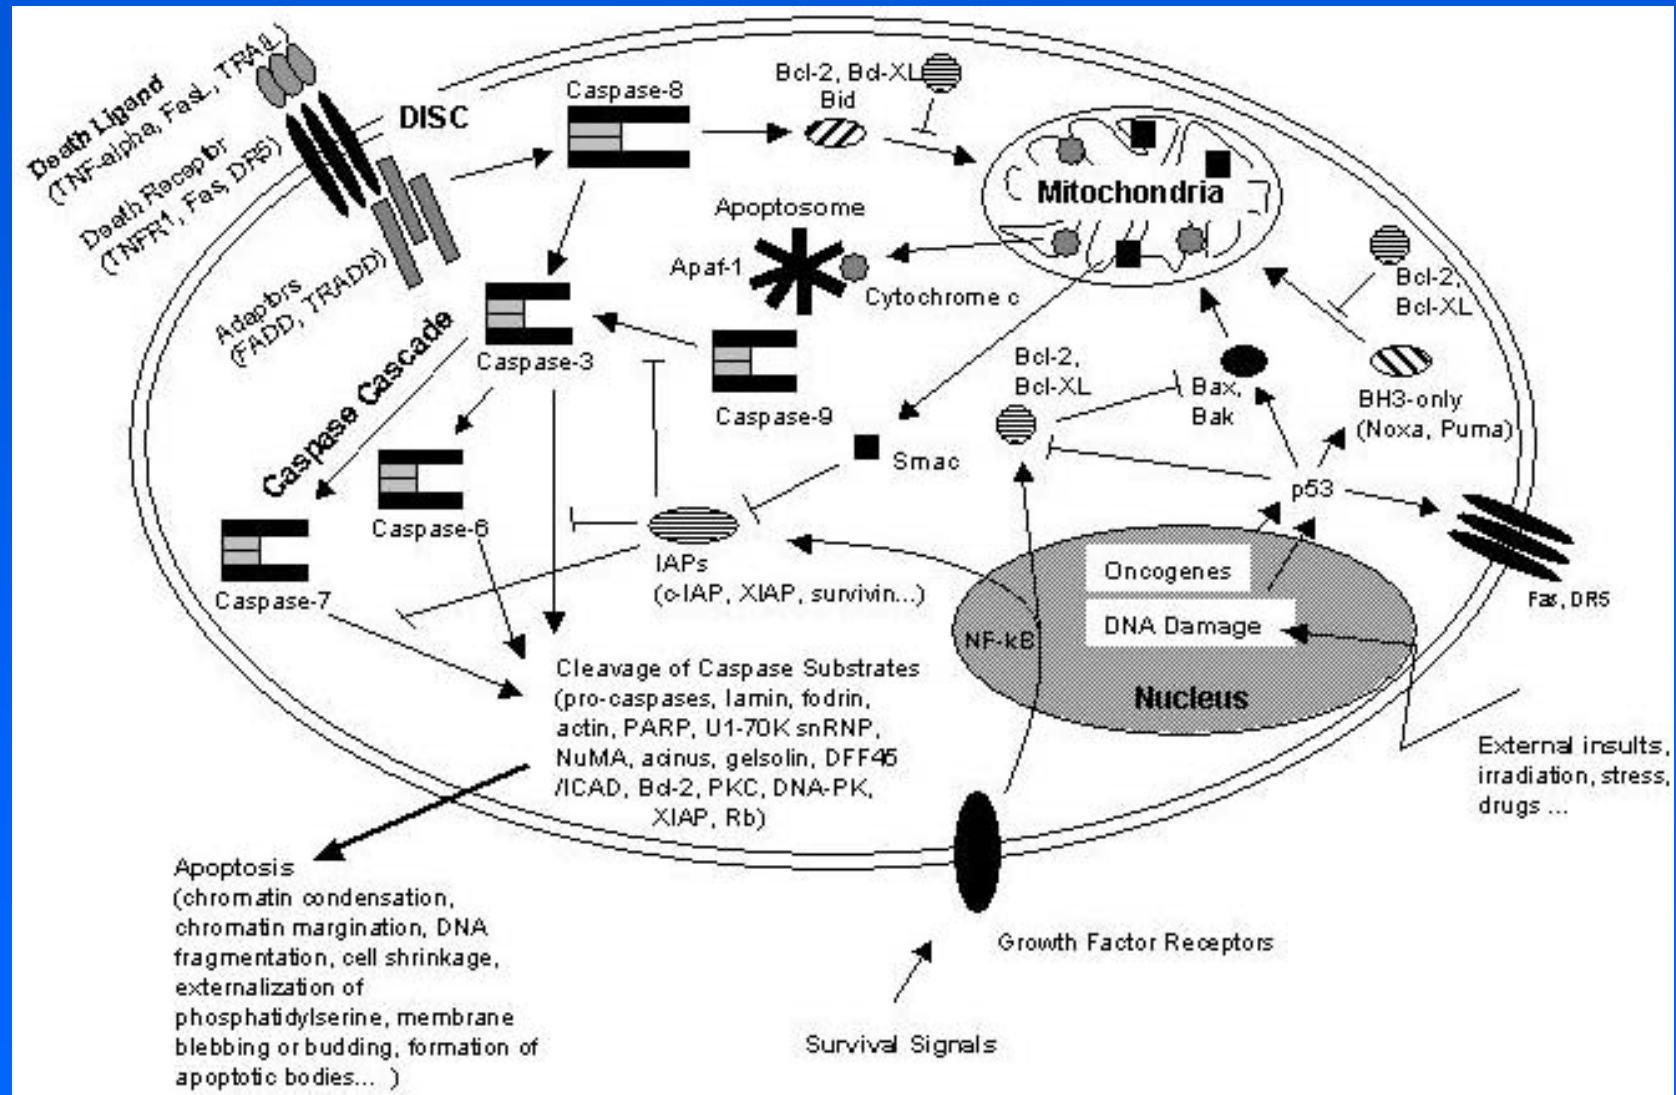 Death Ligand
(TNF-alpha, FasL, TRAIL)
Death Receptor
(TNFR1, Fas, DR5)
Adaptors
(FADD, TRADD)
DISC
Caspase-8
Bcl-2, Bcl-XL
Bid
Mitochondria
Apoptosome
Apaf-1
Cytochrome c
Bcl-2,
Bcl-XL
Caspase-3
Caspase Cascade
Caspase-9
Bcl-2,
Bcl-XL
Bax,
Bak
BH3-only
(Noxa, Puma)
Smac
p53
Caspase-6
Caspase-7
IAPs
(c-IAP, XIAP, survivin...)
Oncogenes
DNA Damage
NF-kB
Nucleus
Fas, DR5
Cleavage of Caspase Substrates
(pro-caspases, lamin, fodrin,
actin, PARP, U1-70K snRNP,
NuMA, acinus, gelsolin, DFF45
/ICAD, Bcl-2, PKC, DNA-PK,
XIAP, Rb)
External insults,
irradiation, stress,
drugs ...
Apoptosis
(chromatin condensation,
chromatin margination, DNA
fragmentation, cell shrinkage,
externalization of
phosphatidylserine, membrane
blebbing or budding, formation of
apoptotic bodies... )
Growth Factor Receptors
Survival Signals